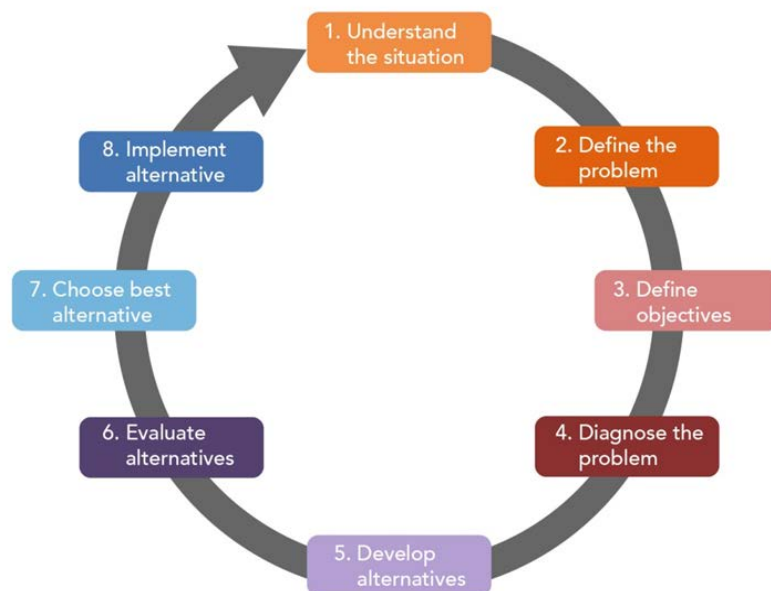 1. Understand
the situation
2. Define the
problem
3. Define
objectives
4. Diagnose the
problem
5. Develop
alternatives
6. Evaluate
alternatives
7. Choose best
alternative
8. Implement
alternative